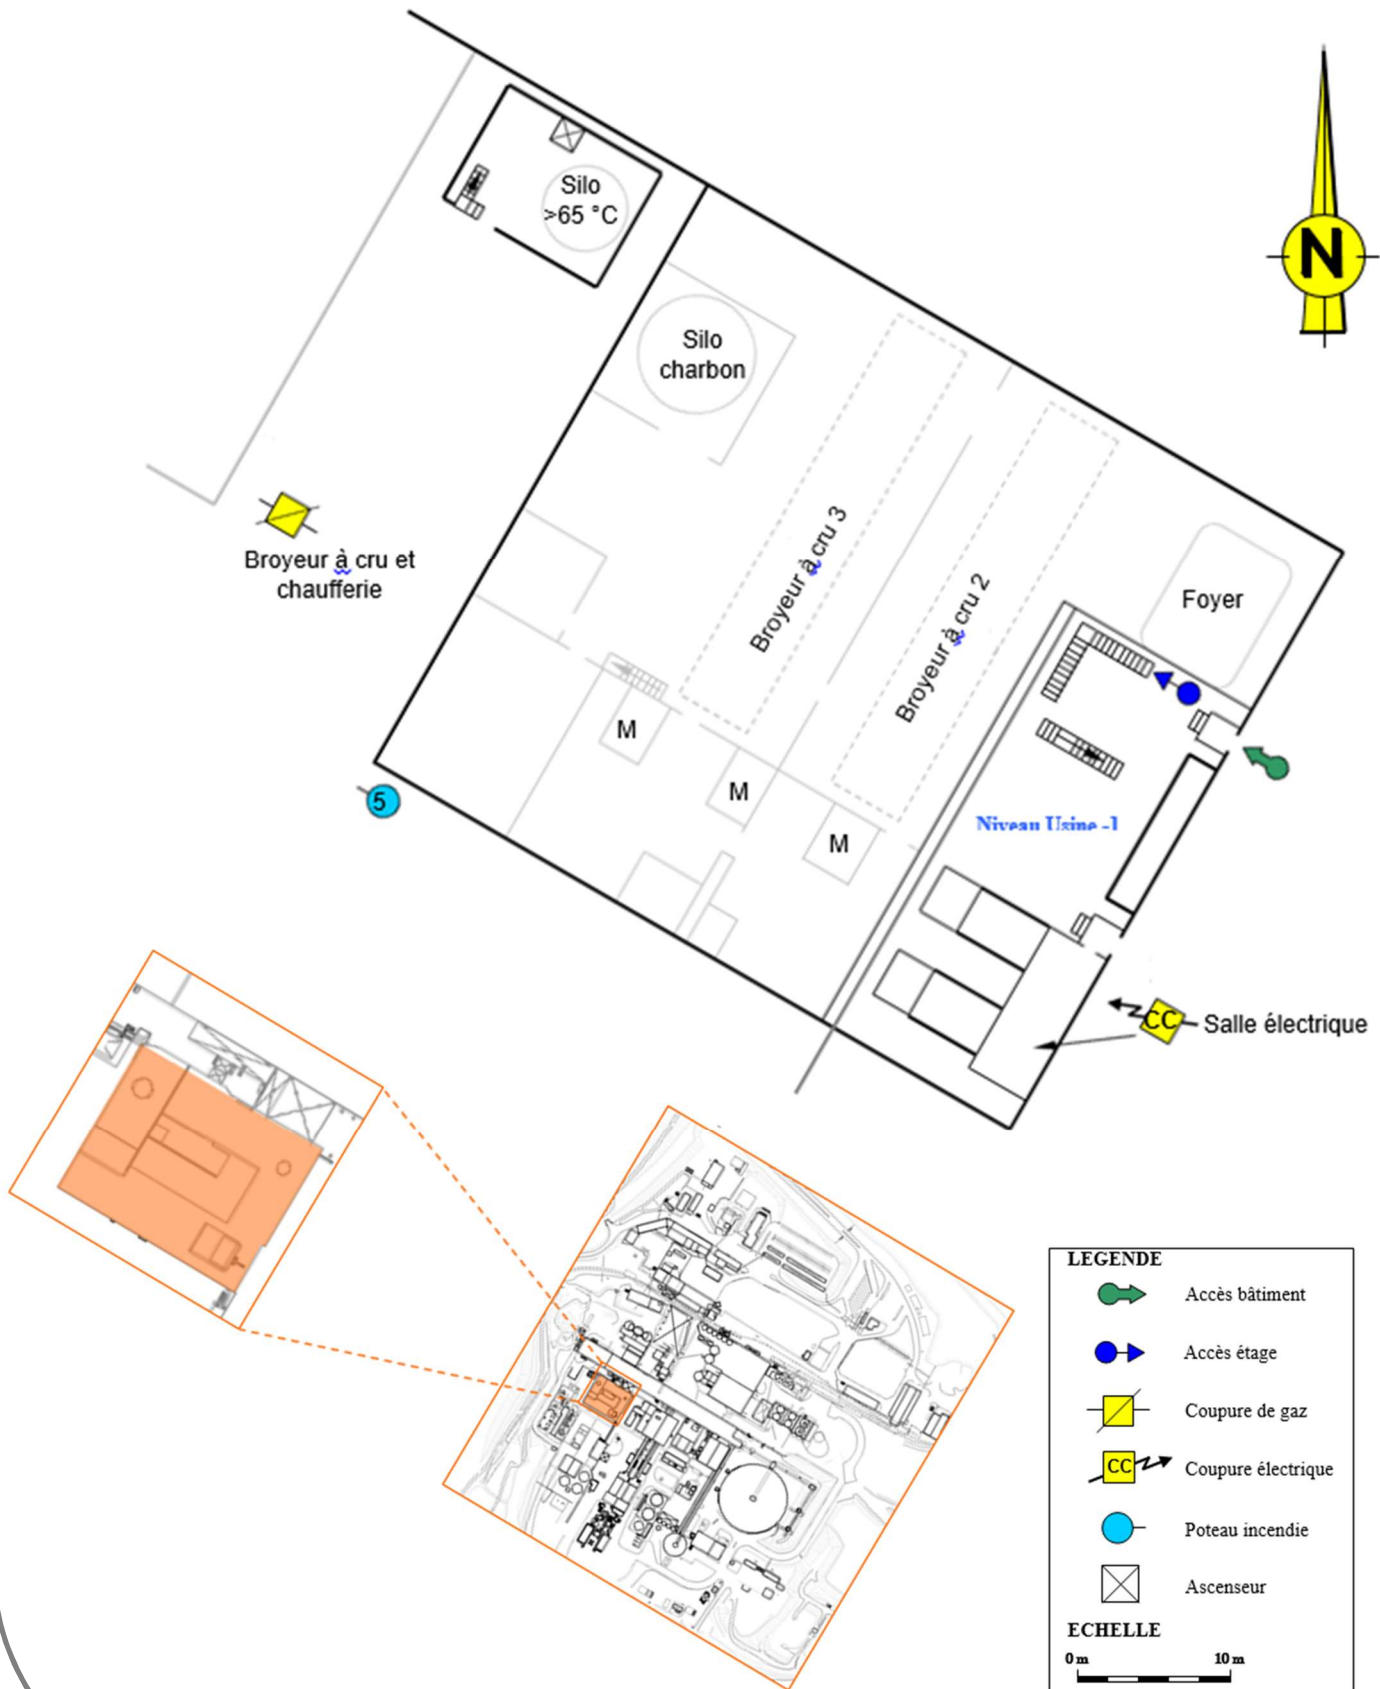 N
Silo
>65 °C
Silo
charbon
Broyeur à cru 3
Broyeur à cru et
chaufferie
Broyeur à cru 2
Foyer
M
M
M
5
Niveau Usine -1
CC
Salle électrique
LEGENDE
Accès bâtiment
Accès étage
Coupure de gaz
CC
Coupure électrique
Poteau incendie
Ascenseur
ECHELLE
0 m
10 m